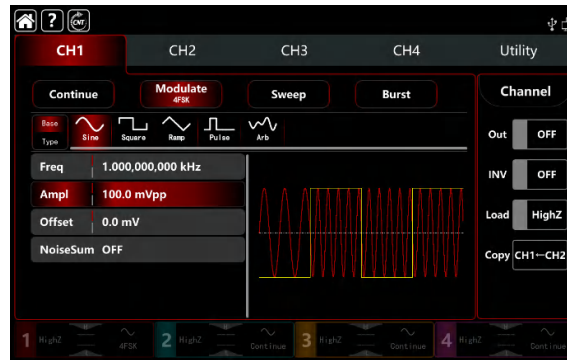 ? CNT
CH1 CH2 CH3 CH4 Utility
Continue Modulate Sweep Burst Channel
4FSK
Base
Type Sine Square Ramp Pulse Arb
Out OFF
Freq 1.000,000,000 kHz
INV OFF
Ampl 100.0 mVpp
Load HighZ
Offset 0.0 mV
NoiseSum OFF
Copy CH1←CH2
1 HighZ 4FSK 2 HighZ Continue 3 HighZ Continue 4 HighZ Continue